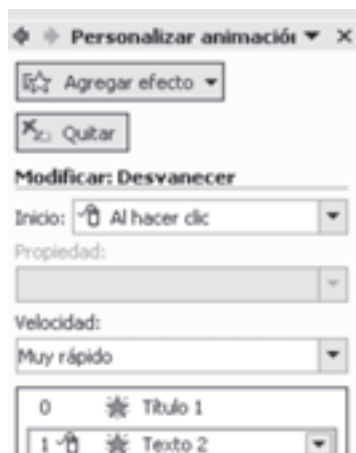 Personalizar animación
Agregar efecto
Quitar
Modificar: Desvanecer
Inicio: Al hacer clic
Propiedad:
Velocidad:
Muy rápido
0 Título 1
1 Texto 2